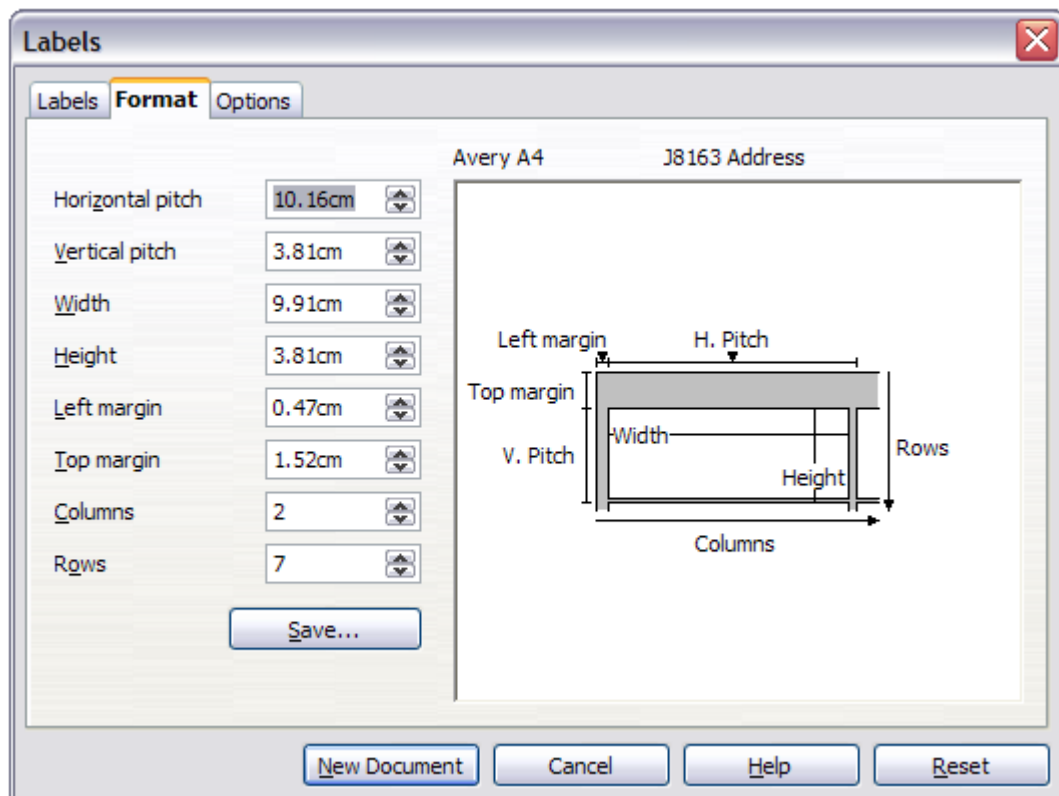 Labels
Labels Format Options
Avery A4 J8163 Address
Horizontal pitch 10.16cm
Vertical pitch 3.81cm
Width 9.91cm
Height 3.81cm
Left margin 0.47cm
Top margin 1.52cm
Columns 2
Rows 7
Save...
Left margin H. Pitch
Top margin
Width
V. Pitch Rows
Height
Columns
New Document Cancel Help Reset